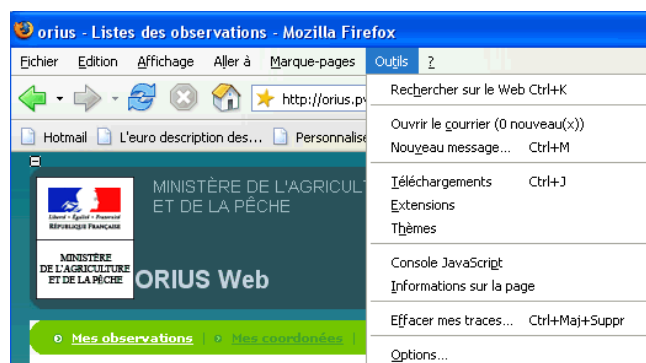 orius - Listes des observations - Mozilla Firefox
Fichier Edition Affichage Aller à Marque-pages Outils ?
http://orius.pv
Hotmail L'euro description des... Personnalise
Rechercher sur le Web Ctrl+K
Ouvrir le courrier (0 nouveau(x))
Nouveau message... Ctrl+M
Téléchargements Ctrl+J
Extensions
Thèmes
Console JavaScript
Informations sur la page
Effacer mes traces... Ctrl+Maj+Suppr
Options...
MINISTÈRE DE L'AGRICULT
ET DE LA PÊCHE
Liberté • Égalité • Fraternité
RÉPUBLIQUE FRANÇAISE
MINISTÈRE
DE L'AGRICULTURE
ET DE LA PÊCHE
ORIUS Web
Mes observations | Mes coordonées |